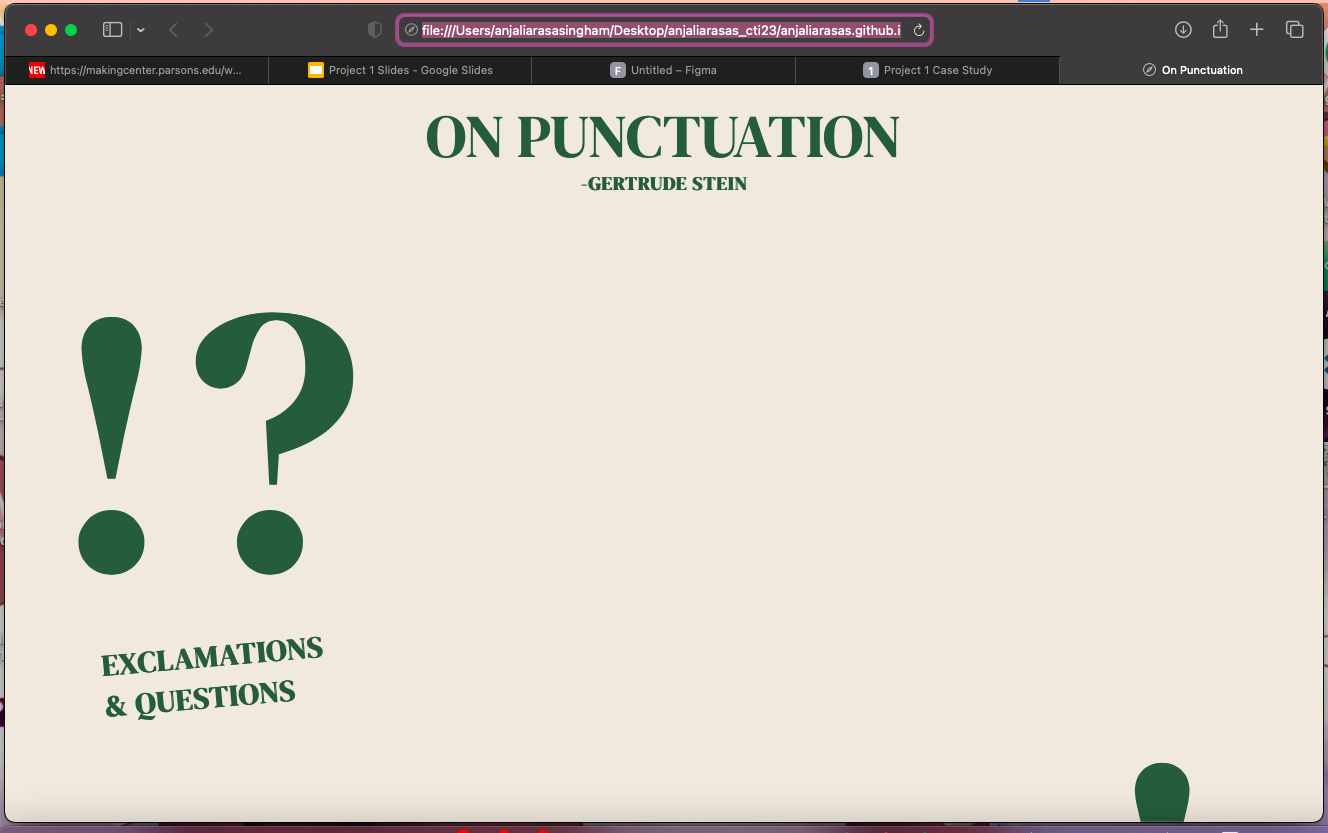 file:///Users/anjaliarasasingham/Desktop/anjaliarasas_cti23/anjaliarasas.github.i
NEW https://makingcenter.parsons.edu/w...
Project 1 Slides - Google Slides
F Untitled – Figma
1 Project 1 Case Study
On Punctuation
ON PUNCTUATION
-GERTRUDE STEIN
!?
EXCLAMATIONS
& QUESTIONS